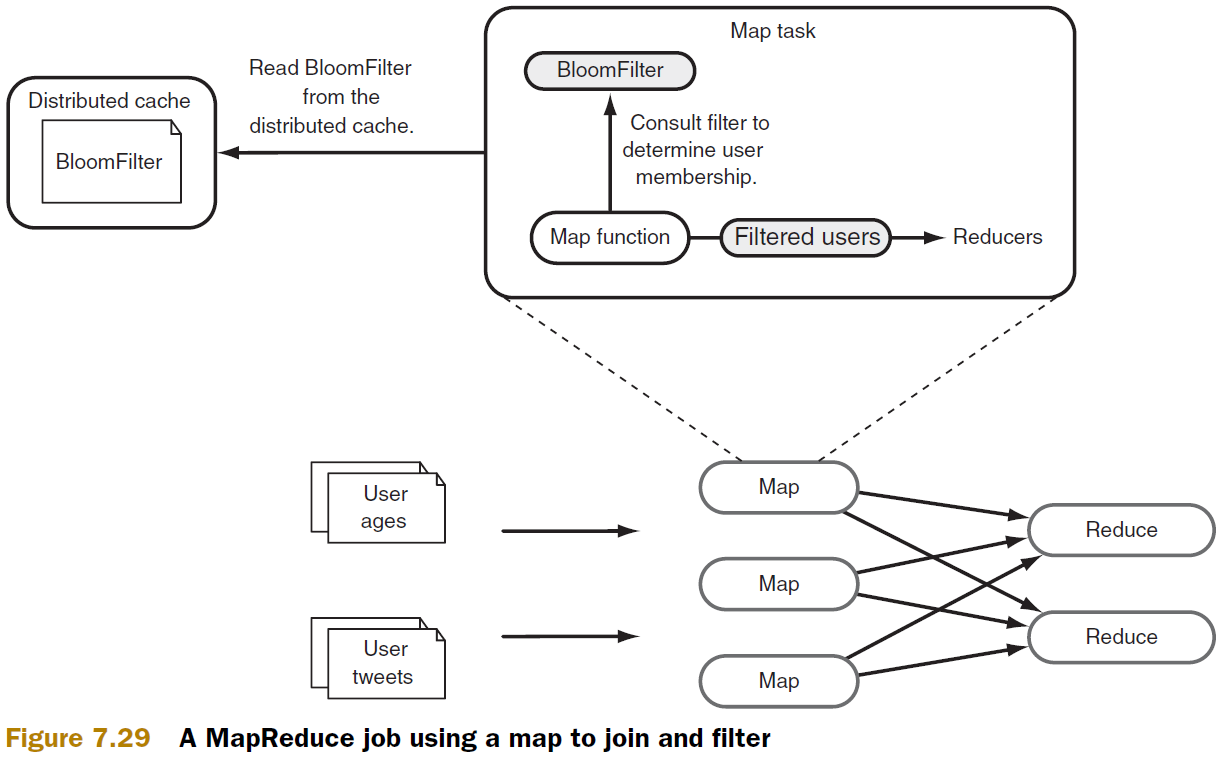 Map task
BloomFilter
Read BloomFilter
from the
distributed cache.
Distributed cache
BloomFilter
Consult filter to
determine user
membership.
Map function
Filtered users
Reducers
User
ages
Map
Reduce
Map
User
tweets
Reduce
Map
Figure 7.29 A MapReduce job using a map to join and filter